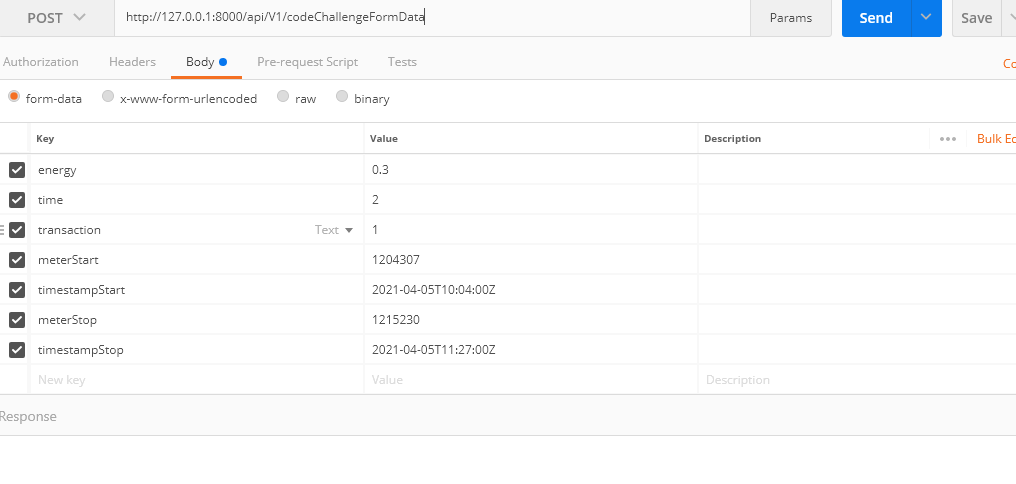 POST http://127.0.0.1:8000/api/V1/codeChallengeFormData Params Send Save
Authorization Headers Body Pre-request Script Tests Co
form-data x-www-form-urlencoded raw binary
Key Value Description ••• Bulk Ed
energy 0.3
time 2
transaction Text 1
meterStart 1204307
timestampStart 2021-04-05T10:04:00Z
meterStop 1215230
timestampStop 2021-04-05T11:27:00Z
New key Value Description
Response